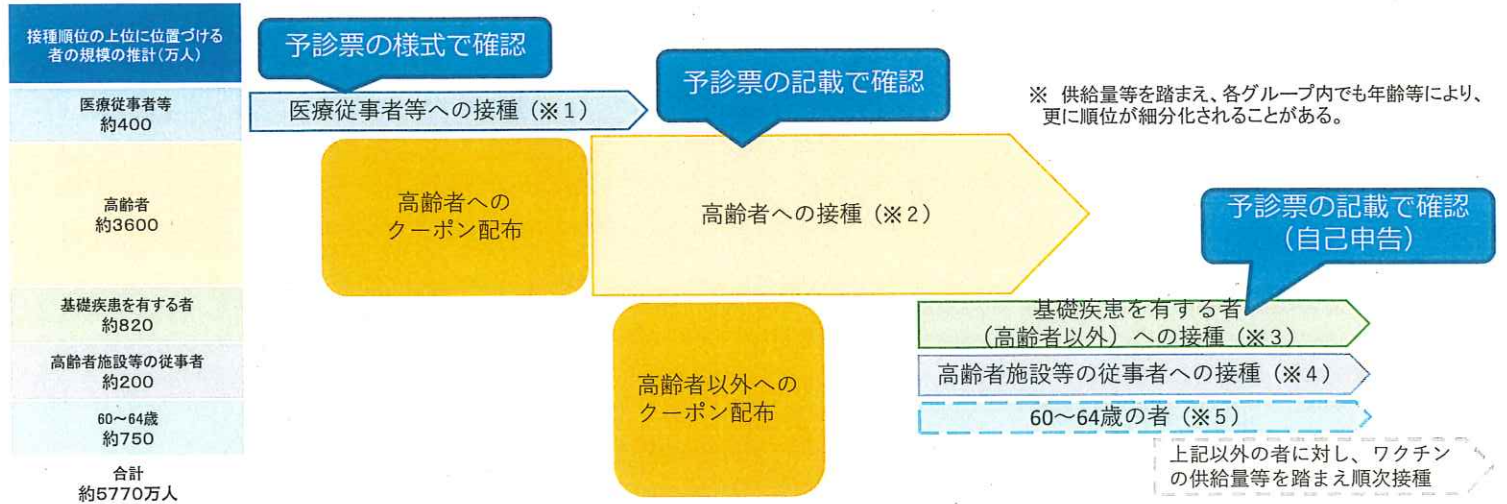 接種順位の上位に位置づける
者の規模の推計(万人)
予診票の様式で確認
予診票の記載で確認
医療従事者等
約400
医療従事者等への接種（※1）
※ 供給量等を踏まえ、各グループ内でも年齢等により、
更に順位が細分化されることがある。
高齢者
約3600
高齢者への
クーポン配布
高齢者への接種（※2）
予診票の記載で確認
（自己申告）
基礎疾患を有する者
約820
基礎疾患を有する者
（高齢者以外）への接種（※3）
高齢者施設等の従事者
約200
高齢者以外への
クーポン配布
高齢者施設等の従事者への接種（※4）
60～64歳
約750
60～64歳の者（※5）
合計
約5770万人
上記以外の者に対し、ワクチン
の供給量等を踏まえ順次接種